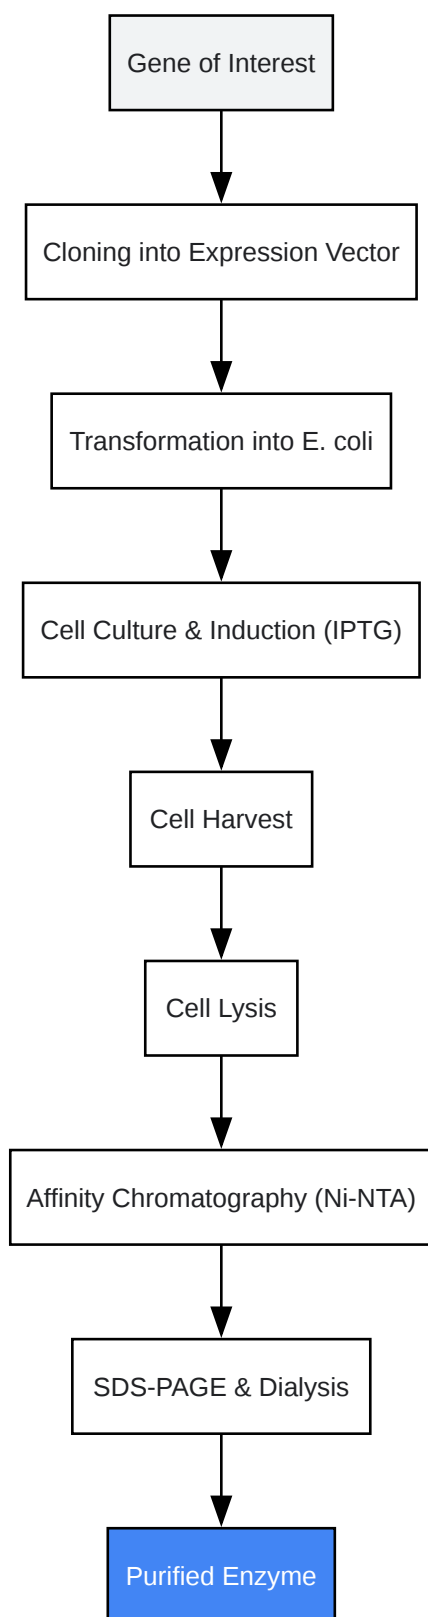 Gene of Interest
Cloning into Expression Vector
Transformation into E. coli
Cell Culture & Induction (IPTG)
Cell Harvest
Cell Lysis
Affinity Chromatography (Ni-NTA)
SDS-PAGE & Dialysis
Purified Enzyme